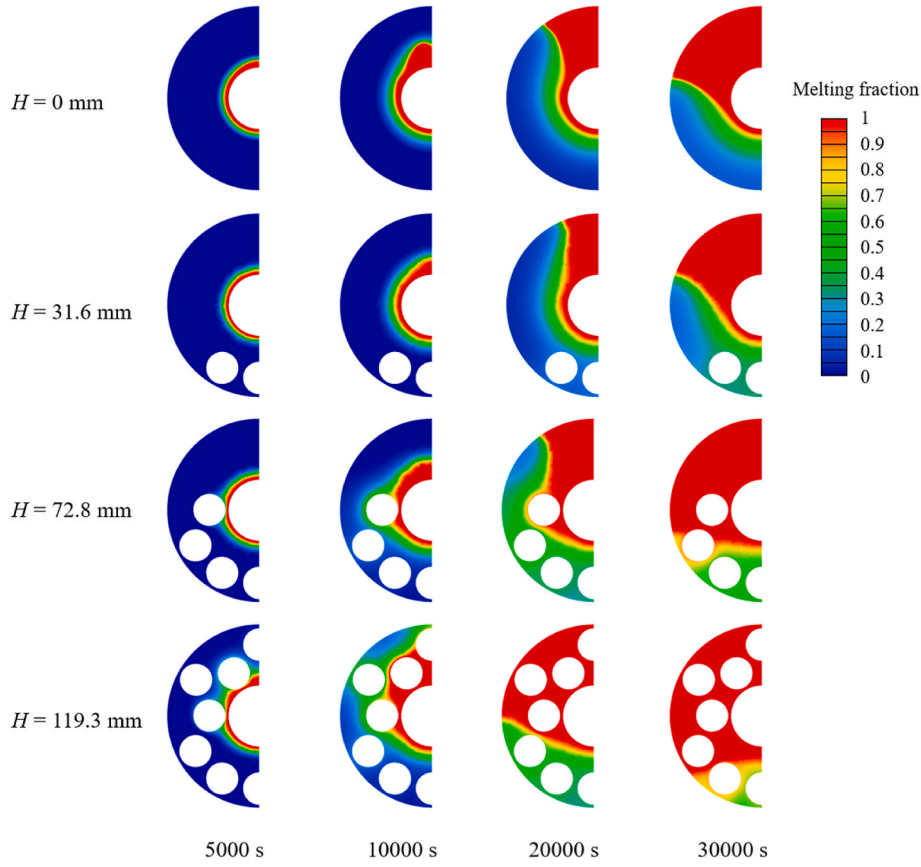 Melting fraction
1
0.9
0.8
0.7
0.6
0.5
0.4
0.3
0.2
0.1
0
H = 0 mm
H = 31.6 mm
H = 72.8 mm
H = 119.3 mm
5000 s
10000 s
20000 s
30000 s